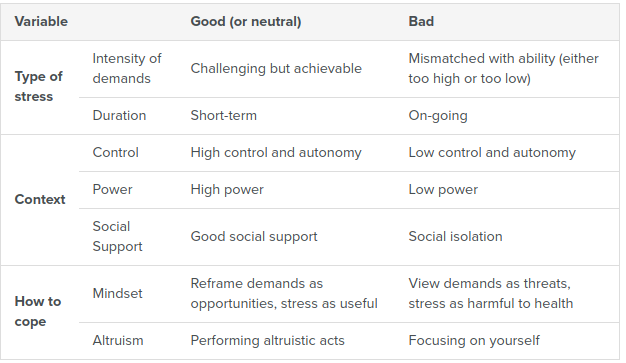 Variable Good (or neutral) Bad
Type of stress
Intensity of demands
Challenging but achievable
Mismatched with ability (either
too high or too low)
Duration Short-term On-going
Context
Control High control and autonomy Low control and autonomy
Power High power Low power
Social
Support
Good social support Social isolation
How to
cope
Mindset
Reframe demands as
opportunities, stress as useful
View demands as threats,
stress as harmful to health
Altruism Performing altruistic acts Focusing on yourself